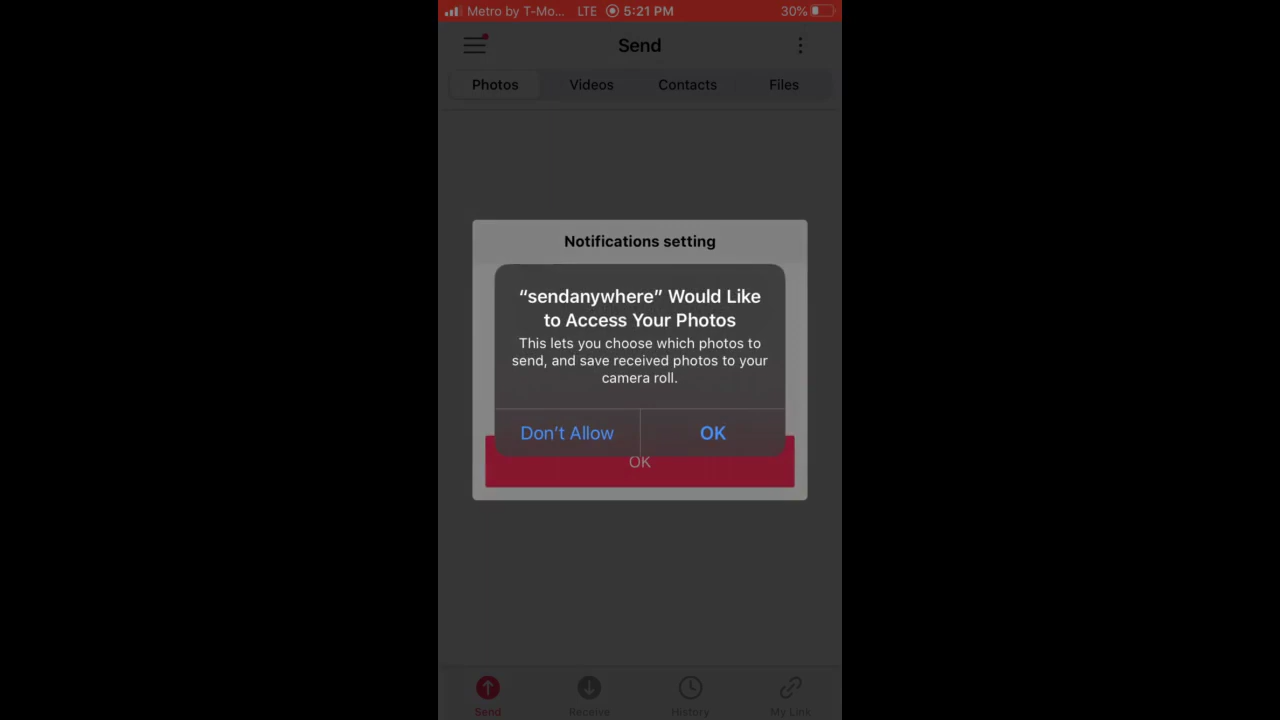 Metro by T-Mo... LTE 5:21 PM 30%
Send
Photos Videos Contacts Files
Notifications setting
“sendanywhere” Would Like
to Access Your Photos
This lets you choose which photos to
send, and save received photos to your
camera roll.
Don’t Allow OK
OK
Send Receive History My Link